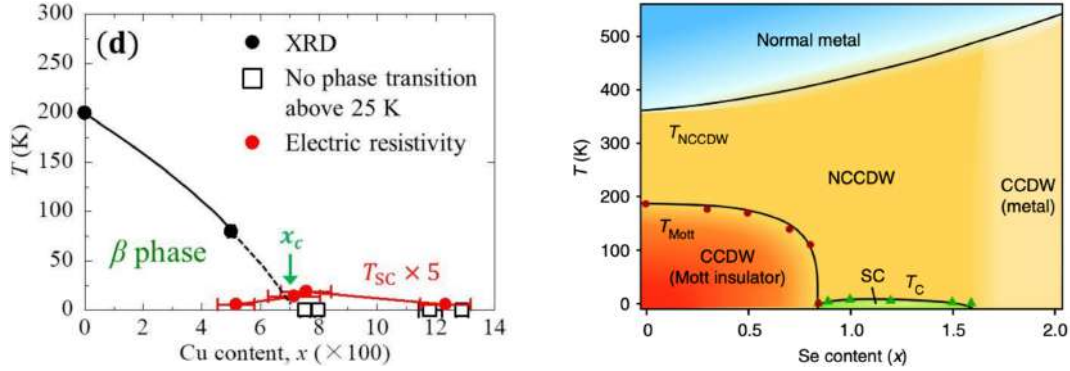 (d)
XRD
No phase transition
above 25 K
Electric resistivity
300
250
200
150
100
50
0
T (K)
β phase
x_c
T_SC × 5
0 2 4 6 8 10 12 14
Cu content, x (×100)
500
400
300
200
100
0
T (K)
Normal metal
T_NCCDW
NCCDW
CCDW
(metal)
T_Mott
CCDW
(Mott insulator)
SC
T_C
0 0.5 1.0 1.5 2.0
Se content (x)